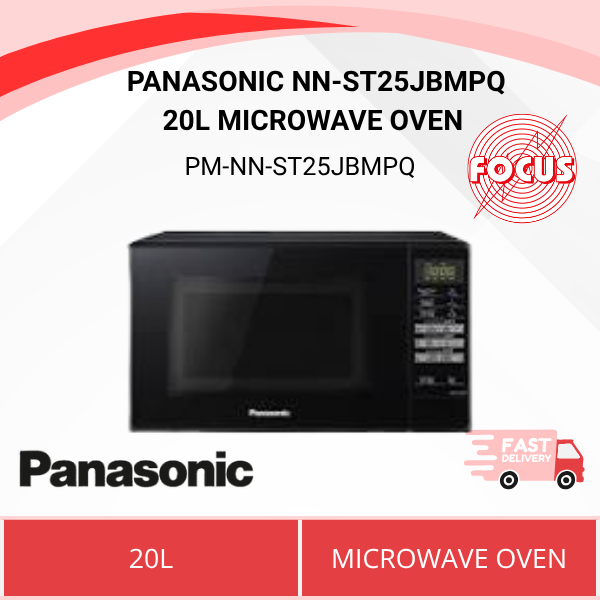 PANASONIC NN-ST25JBMPQ
20L MICROWAVE OVEN
PM-NN-ST25JBMPQ
FOCUS
Panasonic
Panasonic
FAST
DELIVERY
20L
MICROWAVE OVEN